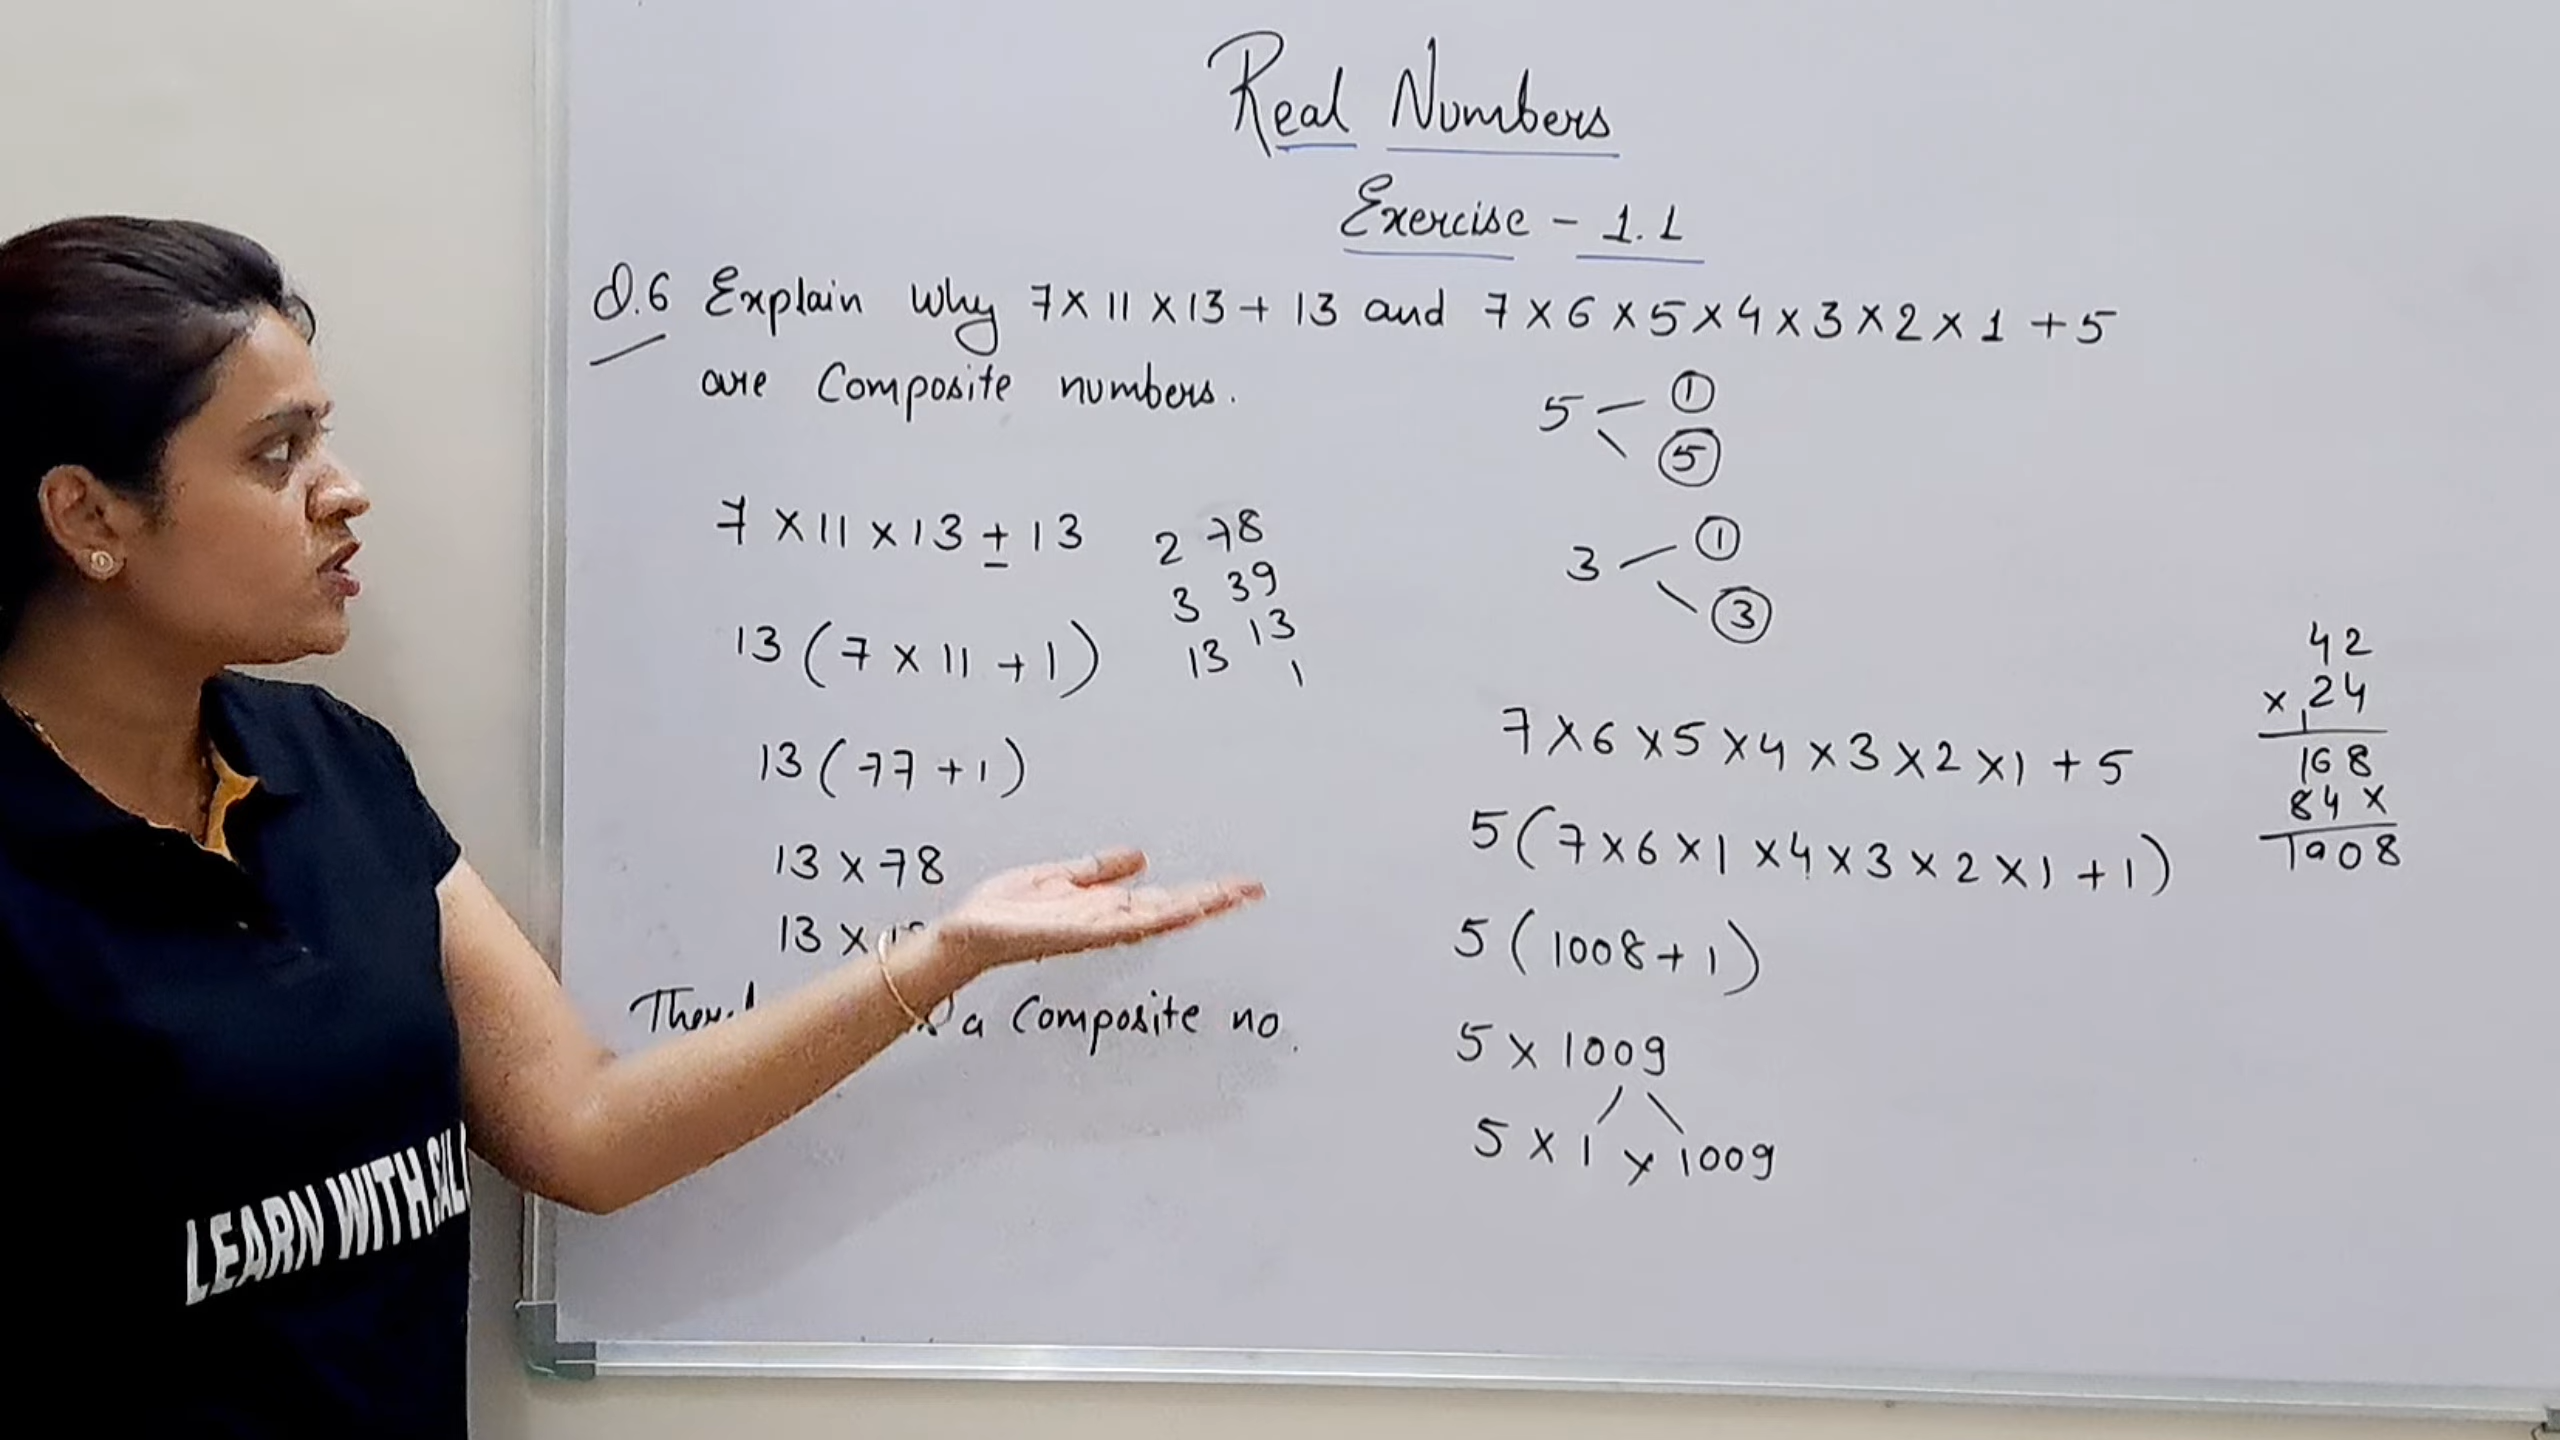 Real Numbers
Exercise - 1.1
Q.6 Explain why 7 × 11 × 13 + 13 and 7 × 6 × 5 × 4 × 3 × 2 × 1 + 5
are Composite numbers.
7 × 11 × 13 + 13
13 (7 × 11 + 1)
13 (77 + 1)
13 × 78
13 ×
a Composite no.
2 78
3 39
13 13
1
5 1
5
3 1
3
7 × 6 × 5 × 4 × 3 × 2 × 1 + 5
5 (7 × 6 × 1 × 4 × 3 × 2 × 1 + 1)
5 (1008 + 1)
5 × 1009
5 × 1 × 1009
42
× 24
168
84 ×
1008
LEARN WITH